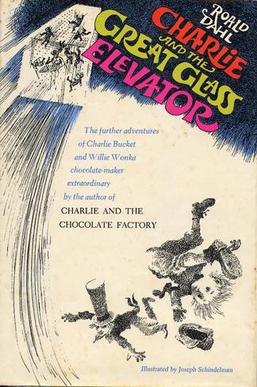 ROALD
DAHL
CHARLIE
AND THE
GREAT GLASS
ELEVATOR
The further adventures
of Charlie Bucket
and Willie Wonka
chocolate-maker
extraordinary
by the author of
CHARLIE AND THE
CHOCOLATE FACTORY
Illustrated by Joseph Schindelman